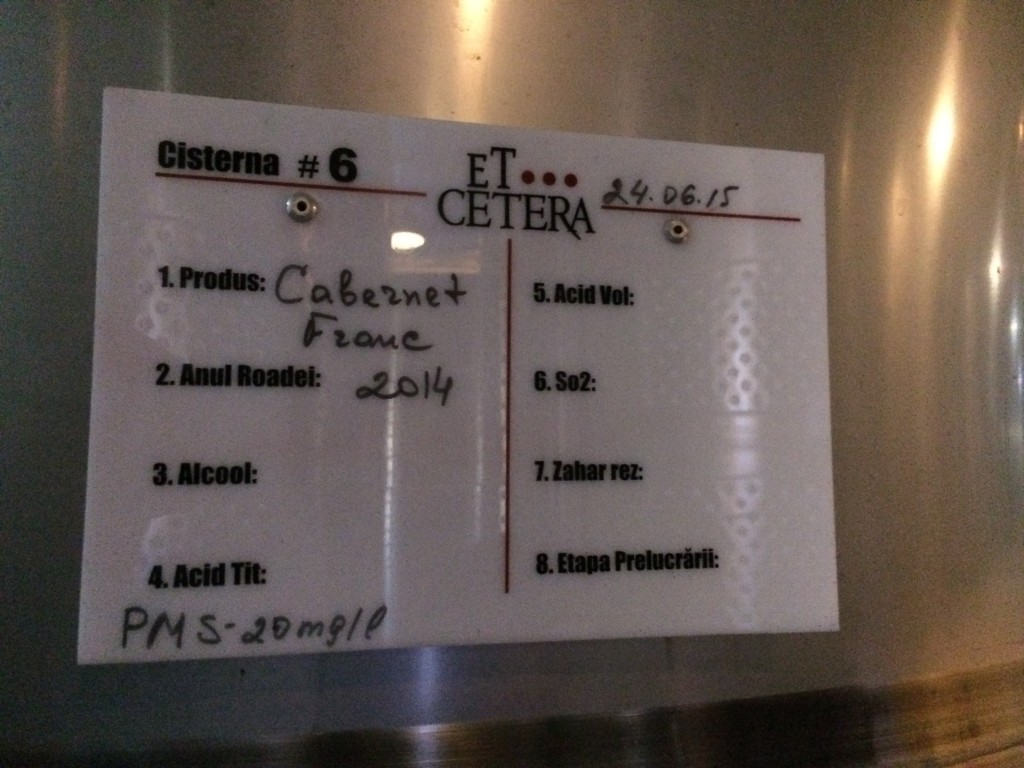 Cisterna # 6
ET...
CETERA
24.06.15
1. Produs: Cabernet
Franc
2. Anul Roadei: 2014
3. Alcool:
4. Acid Tit:
PMS-20mg/l
5. Acid Vol:
6. So2:
7. Zahar rez:
8. Etapa Prelucrării: